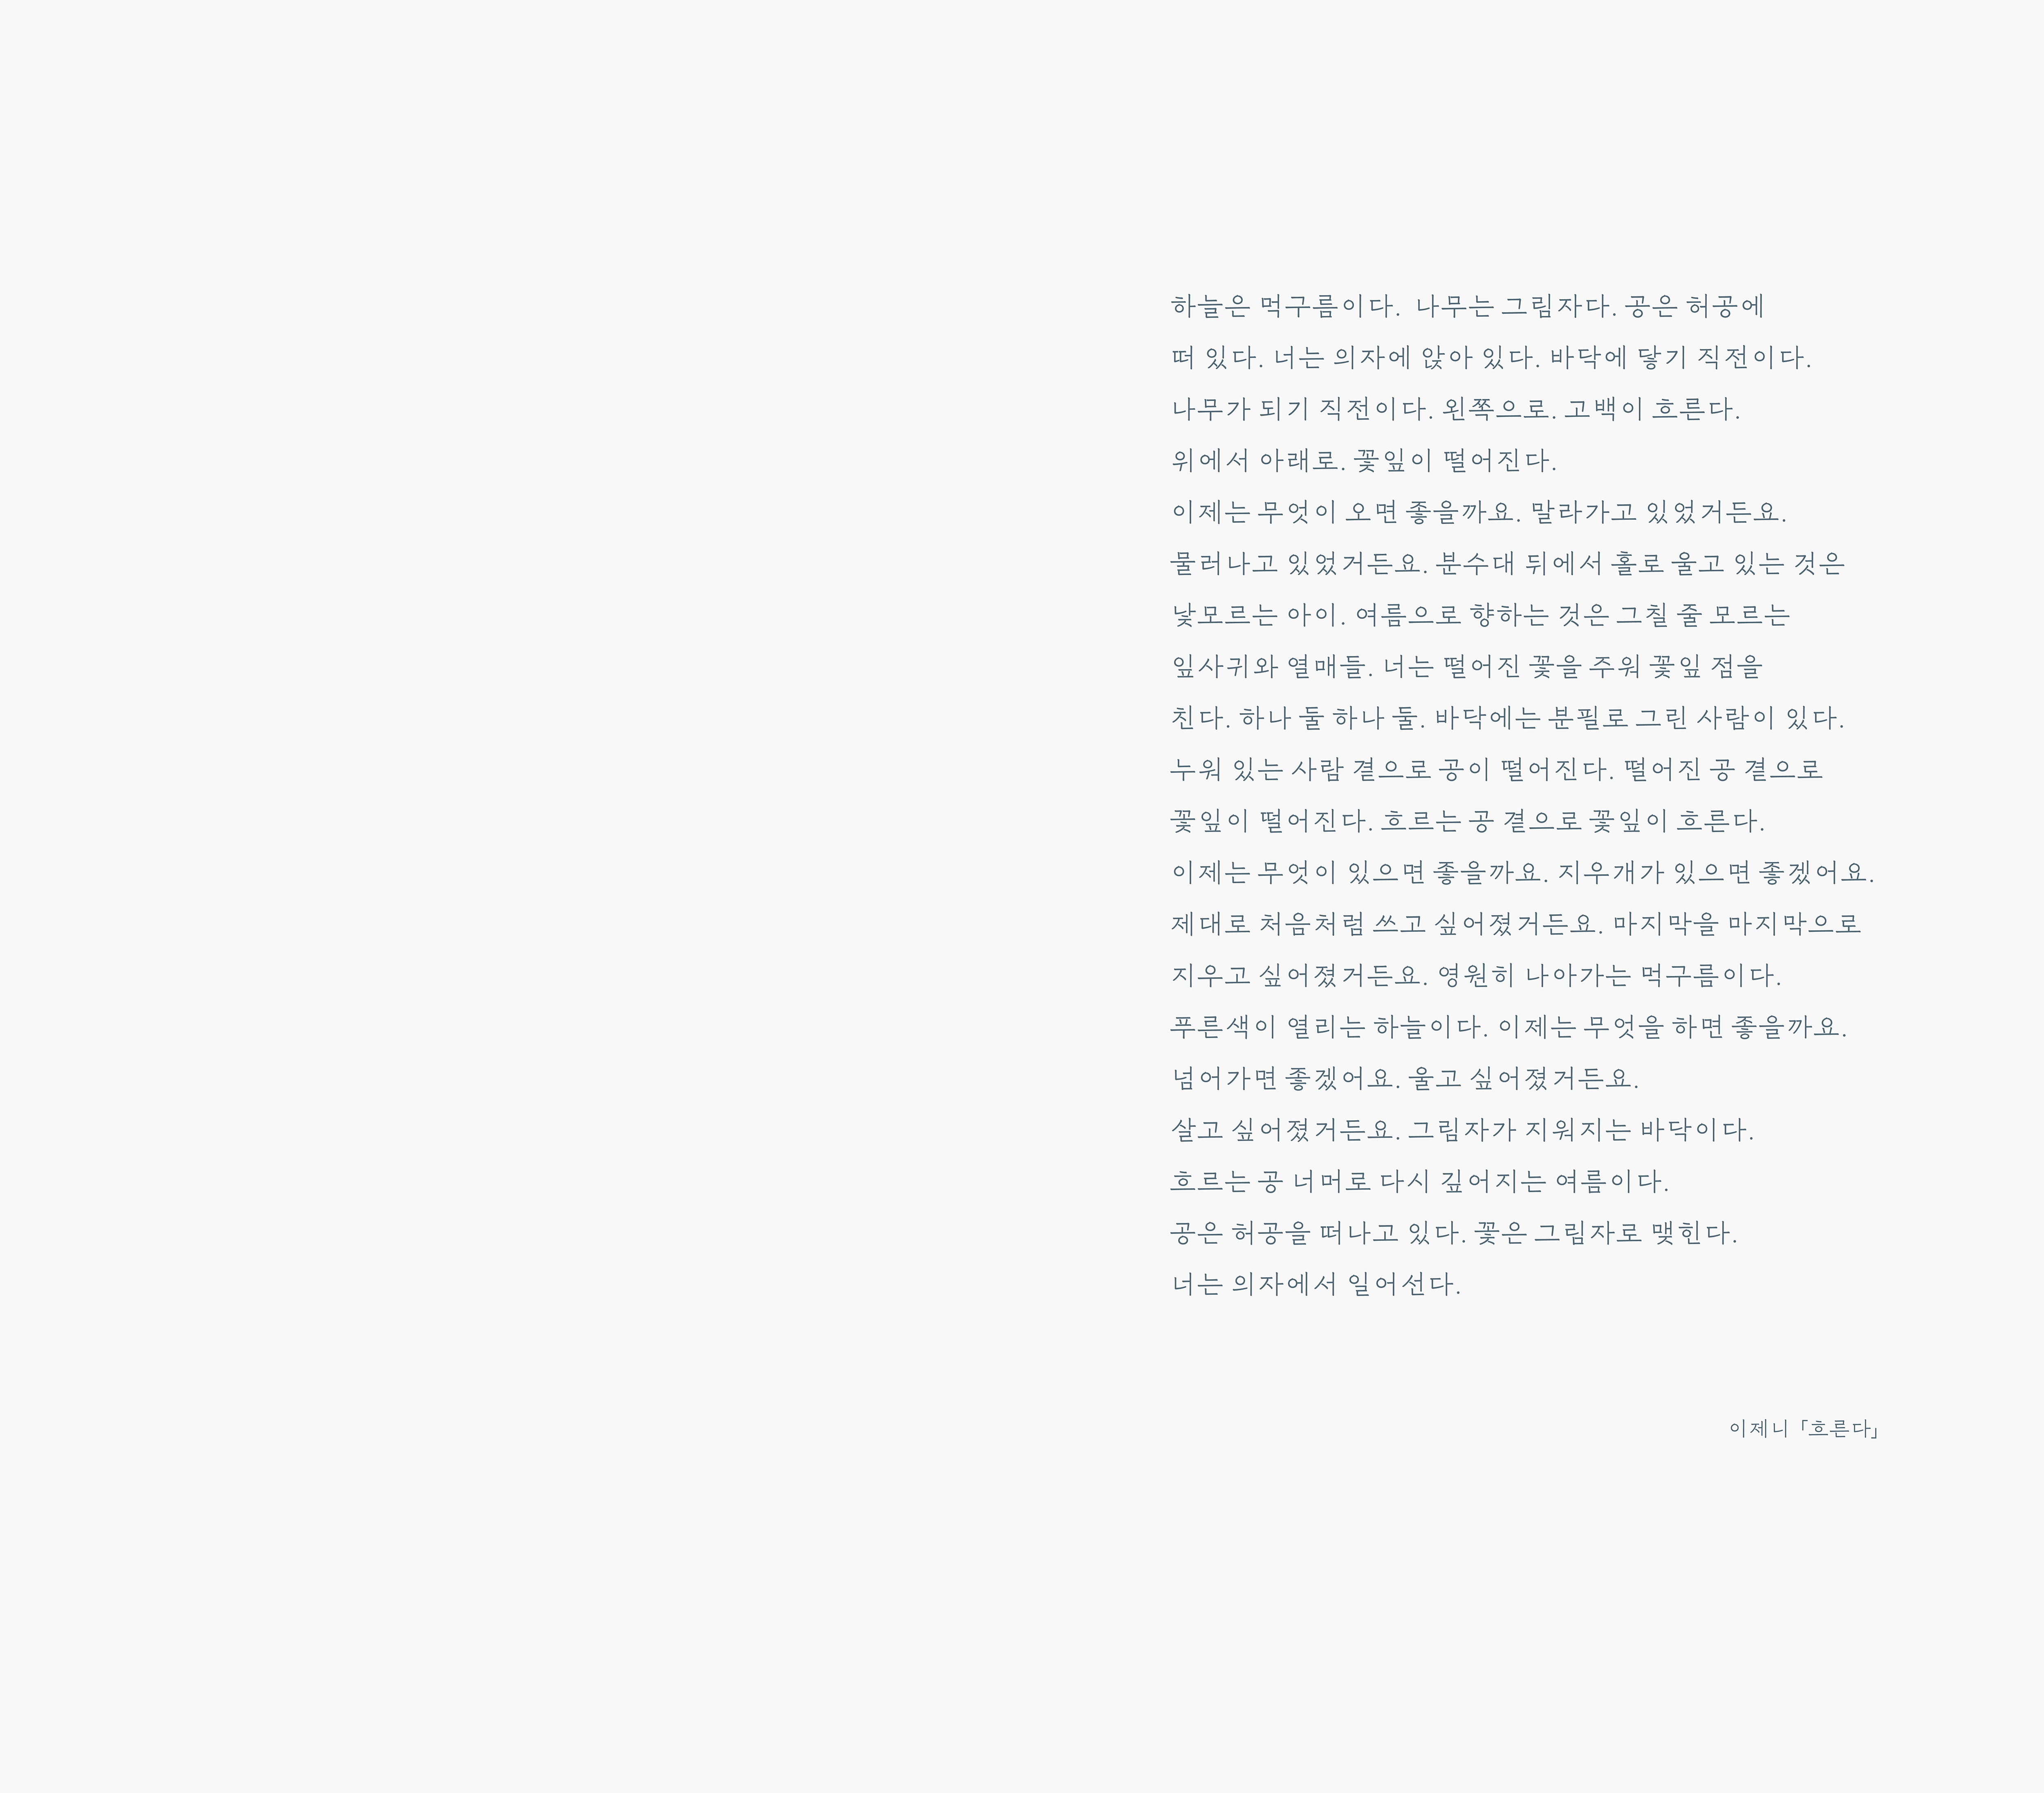 하늘은 먹구름이다. 나무는 그림자다. 공은 허공에
떠 있다. 너는 의자에 앉아 있다. 바닥에 닿기 직전이다.
나무가 되기 직전이다. 왼쪽으로. 고백이 흐른다.
위에서 아래로. 꽃잎이 떨어진다.
이제는 무엇이 오면 좋을까요. 말라가고 있었거든요.
물러나고 있었거든요. 분수대 뒤에서 홀로 울고 있는 것은
낯모르는 아이. 여름으로 향하는 것은 그칠 줄 모르는
잎사귀와 열매들. 너는 떨어진 꽃을 주워 꽃잎 점을
친다. 하나 둘 하나 둘. 바닥에는 분필로 그린 사람이 있다.
누워 있는 사람 곁으로 공이 떨어진다. 떨어진 공 곁으로
꽃잎이 떨어진다. 흐르는 공 곁으로 꽃잎이 흐른다.
이제는 무엇이 있으면 좋을까요. 지우개가 있으면 좋겠어요.
제대로 처음처럼 쓰고 싶어졌거든요. 마지막을 마지막으로
지우고 싶어졌거든요. 영원히 나아가는 먹구름이다.
푸른색이 열리는 하늘이다. 이제는 무엇을 하면 좋을까요.
넘어가면 좋겠어요. 울고 싶어졌거든요.
살고 싶어졌거든요. 그림자가 지워지는 바닥이다.
흐르는 공 너머로 다시 깊어지는 여름이다.
공은 허공을 떠나고 있다. 꽃은 그림자로 맺힌다.
너는 의자에서 일어선다.
이제니 「흐른다」